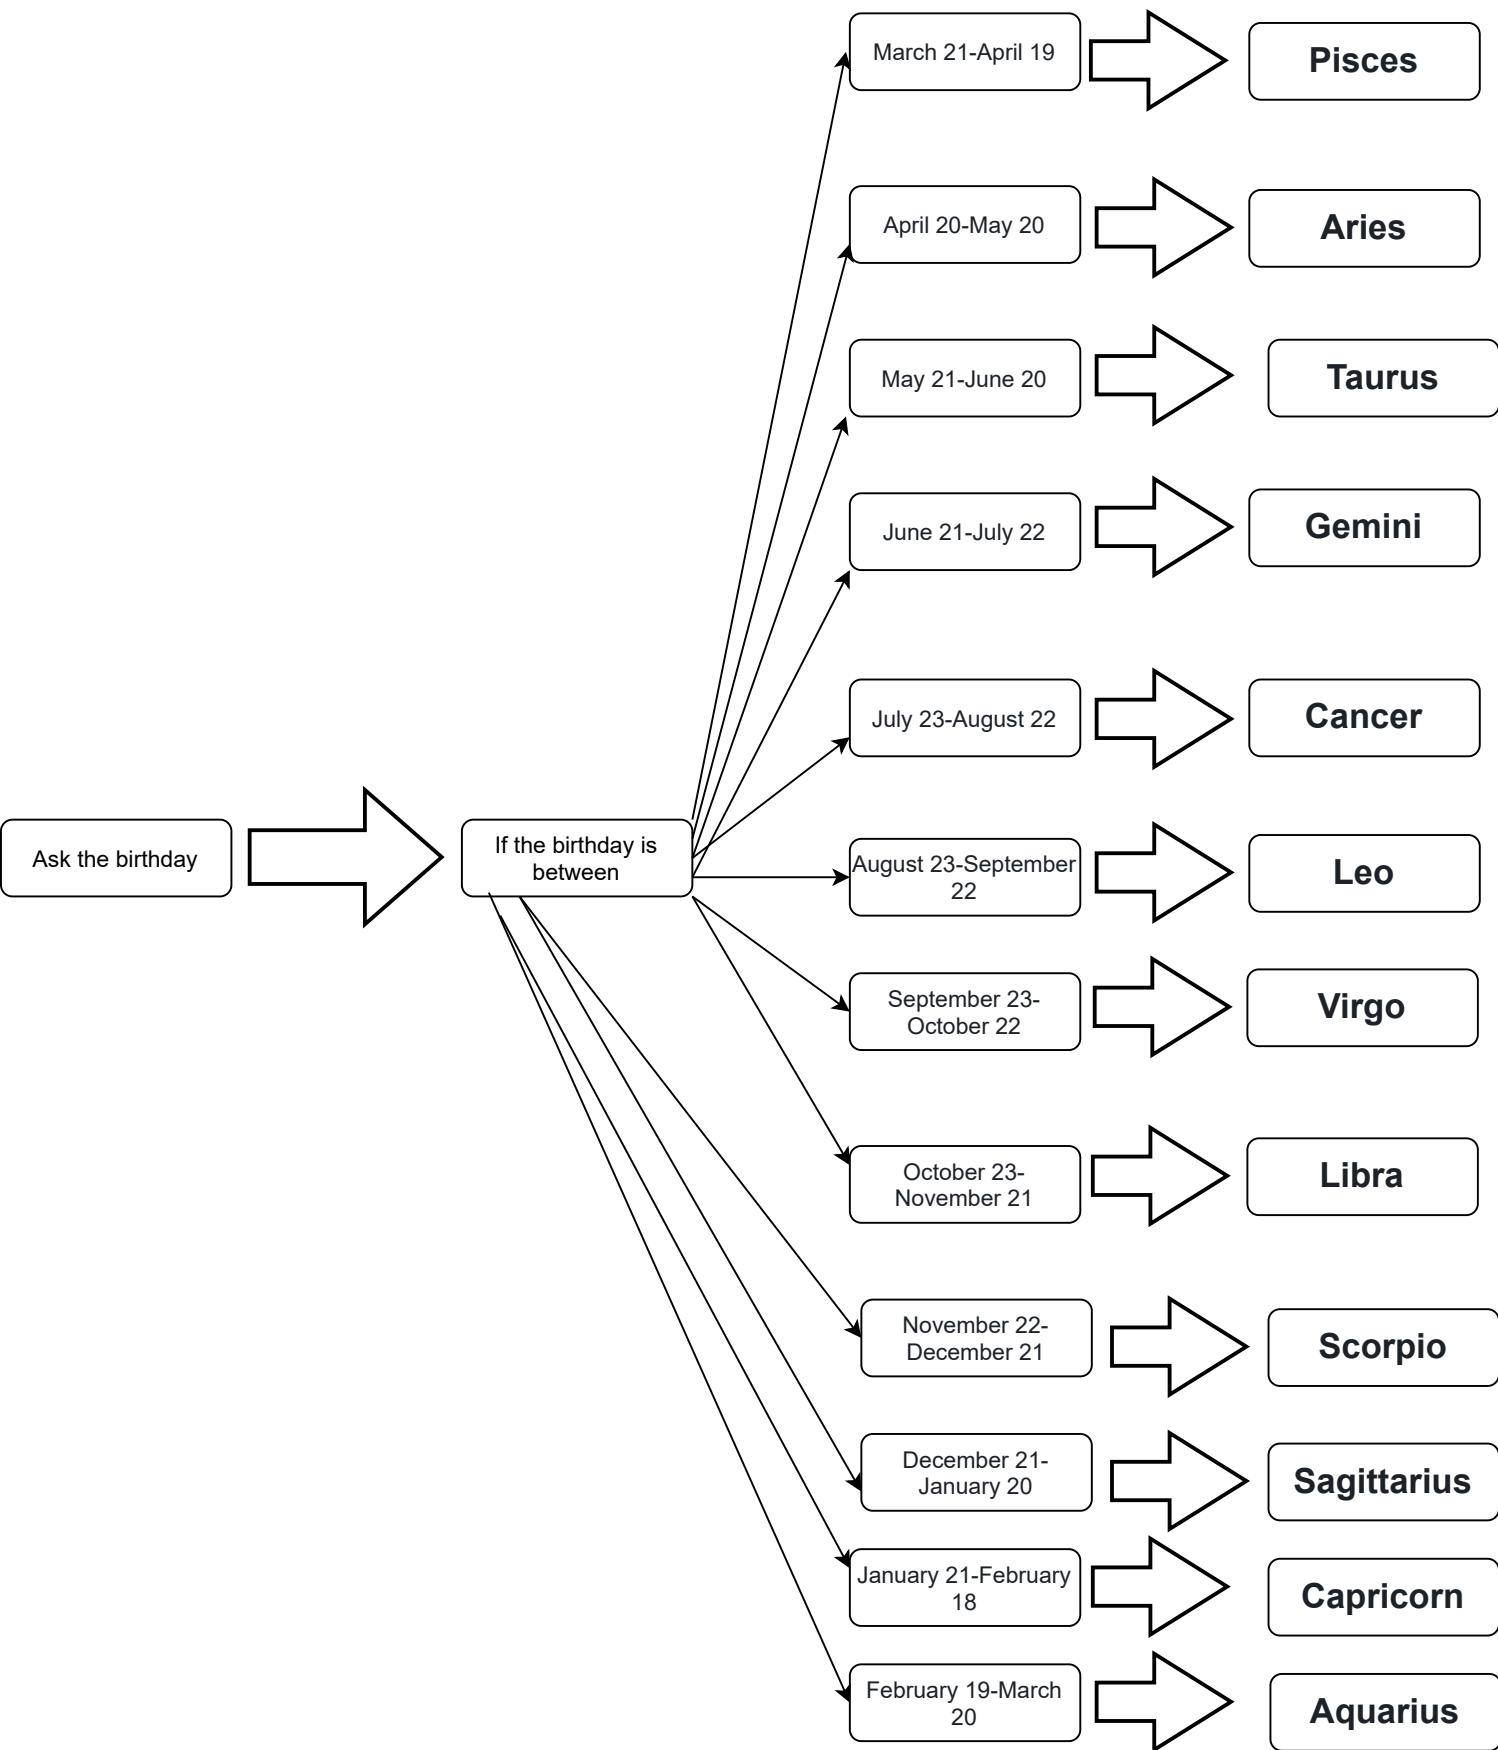 March 21-April 19
Pisces
April 20-May 20
Aries
May 21-June 20
Taurus
June 21-July 22
Gemini
July 23-August 22
Cancer
Ask the birthday
If the birthday is
between
August 23-September
22
Leo
September 23-
October 22
Virgo
October 23-
November 21
Libra
November 22-
December 21
Scorpio
December 21-
January 20
Sagittarius
January 21-February
18
Capricorn
February 19-March
20
Aquarius